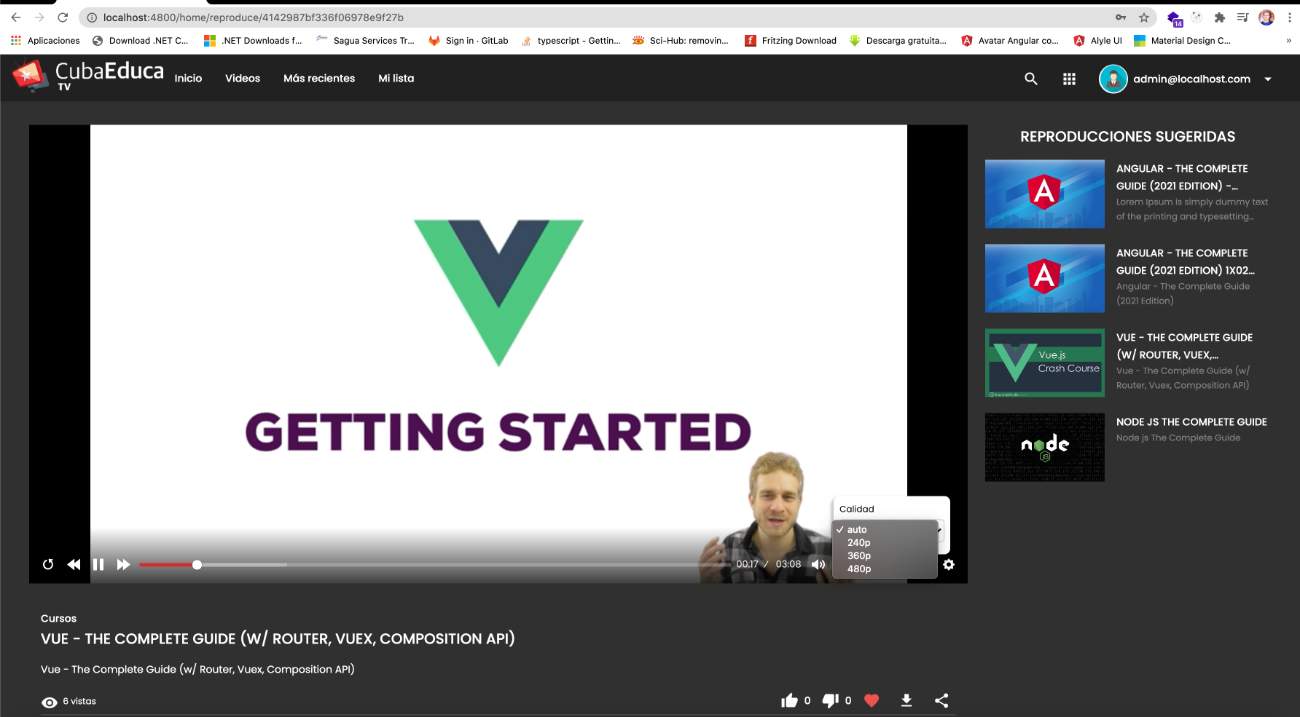 localhost:4800/home/reproduce/4142987bf336f06978e9f27b
14
Aplicaciones
Download .NET C...
.NET Downloads f...
Sagua Services Tr...
Sign in · GitLab
typescript - Gettin...
Sci-Hub: removin...
Fritzing Download
Descarga gratuita...
Avatar Angular co...
Alyle UI
Material Design C...
»
CubaEduca
TV
Inicio
Videos
Más recientes
Mi lista
admin@localhost.com
GETTING STARTED
Calidad
✓ auto
240p
360p
480p
00:17 / 03:08
REPRODUCCIONES SUGERIDAS
ANGULAR - THE COMPLETE
GUIDE (2021 EDITION) -...
Lorem Ipsum is simply dummy text
of the printing and typesetting...
ANGULAR - THE COMPLETE
GUIDE (2021 EDITION) 1X02...
Angular - The Complete Guide
(2021 Edition)
Vue.js
Crash Course
VUE - THE COMPLETE GUIDE
(W/ ROUTER, VUEX,...
Vue - The Complete Guide (w/
Router, Vuex, Composition API)
node
JS
NODE JS THE COMPLETE GUIDE
Node js The Complete Guide
Cursos
VUE - THE COMPLETE GUIDE (W/ ROUTER, VUEX, COMPOSITION API)
Vue - The Complete Guide (w/ Router, Vuex, Composition API)
6 vistas
0
0